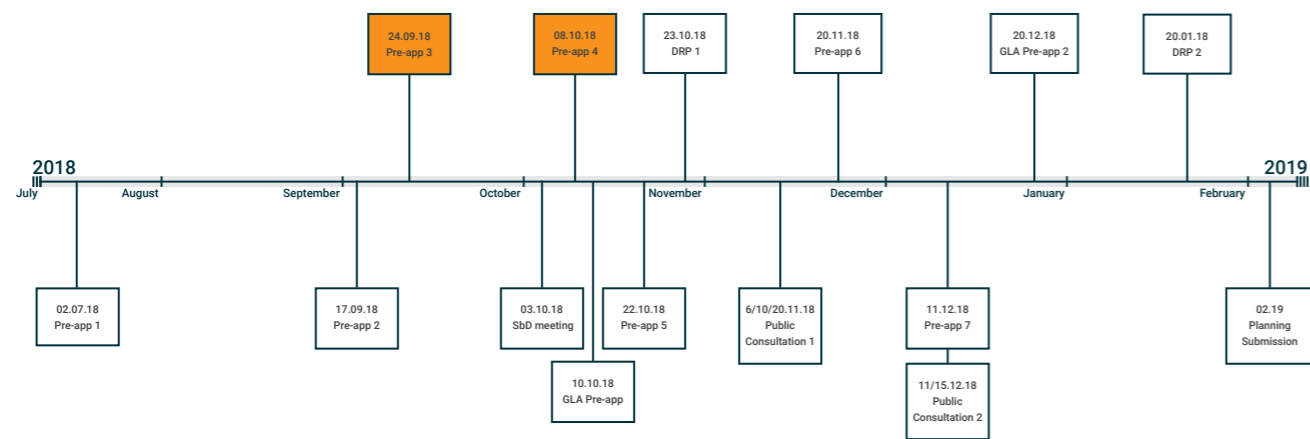 24.09.18
Pre-app 3
08.10.18
Pre-app 4
23.10.18
DRP 1
20.11.18
Pre-app 6
20.12.18
GLA Pre-app 2
20.01.18
DRP 2
2018
2019
July
August
September
October
November
December
January
February
02.07.18
Pre-app 1
17.09.18
Pre-app 2
03.10.18
SbD meeting
22.10.18
Pre-app 5
6/10/20.11.18
Public
Consultation 1
11.12.18
Pre-app 7
02.19
Planning
Submission
10.10.18
GLA Pre-app
11/15.12.18
Public
Consultation 2